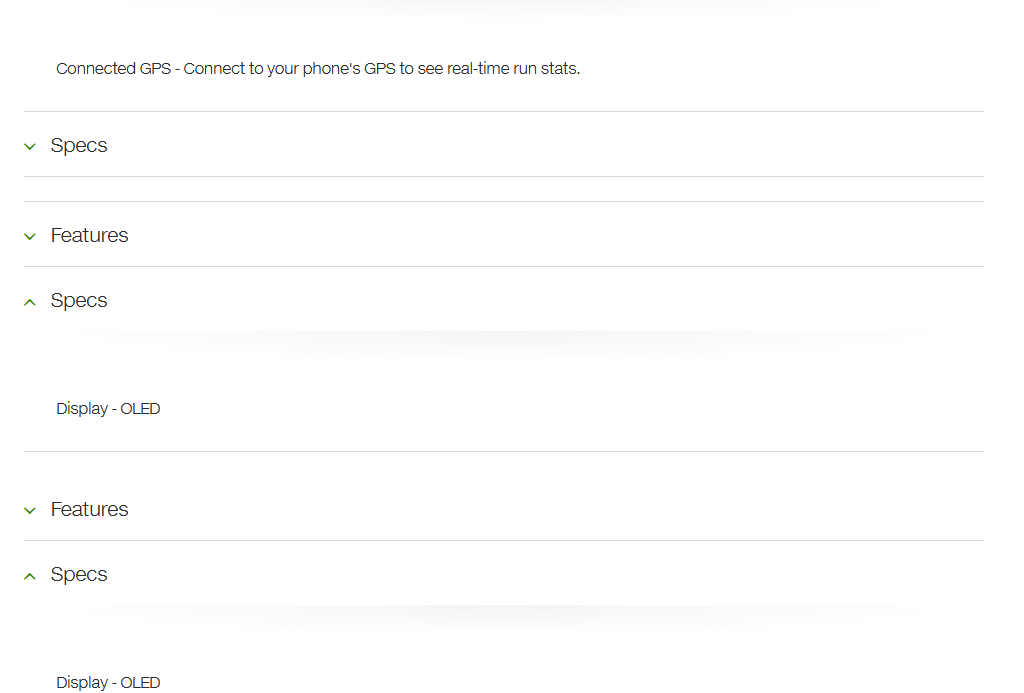 Connected GPS - Connect to your phone's GPS to see real-time run stats.
Specs
Features
Specs
Display - OLED
Features
Specs
Display - OLED